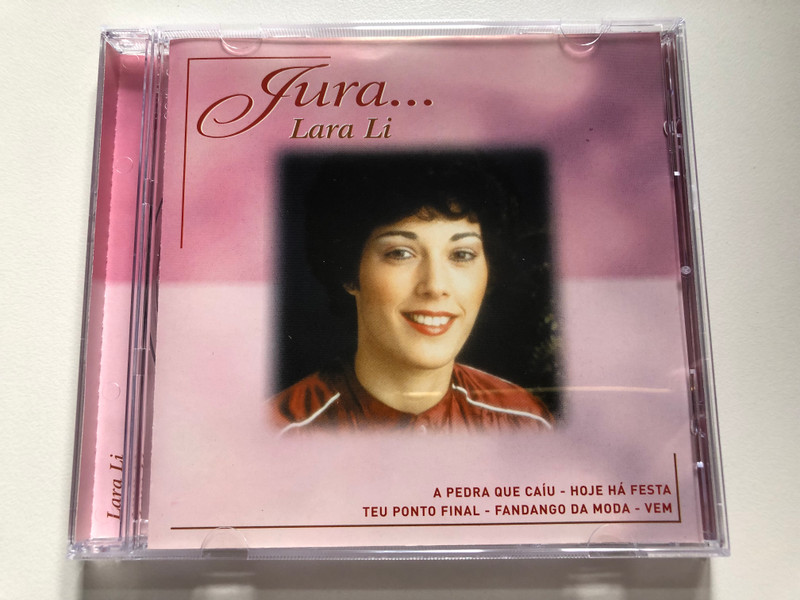 Jura...
Lara Li
A PEDRA QUE CAÍU - HOJE HÁ FESTA
TEU PONTO FINAL - FANDANGO DA MODA - VEM
Lara Li